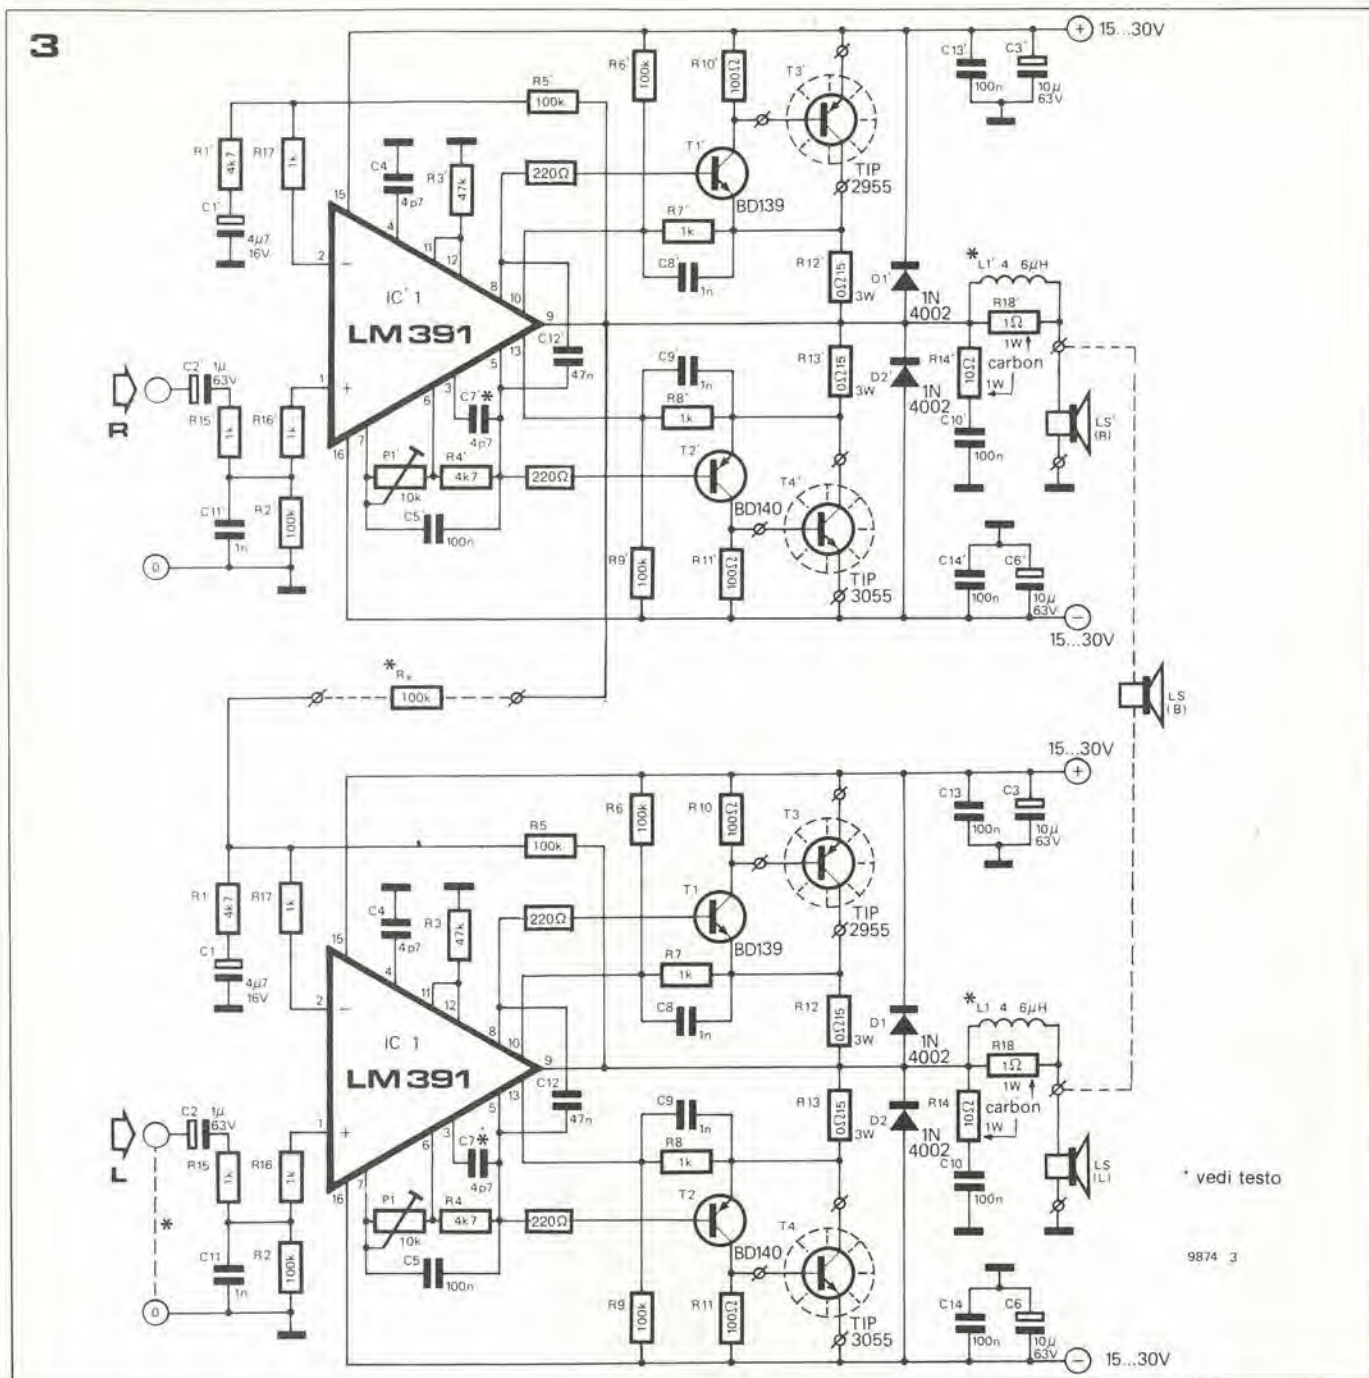 3
15...30V
R6'
100k
R10'
100Ω
T3'
C13'
100n
C3'
10μ
63V
R5'
100k
R1'
4k7
R17'
1k
C1'
4μ7
16V
C4
4p7
R3'
47k
220Ω
T1'
BD139
TIP
2955
R7'
1k
C8'
1n
R12'
0Ω15
3W
D1'
1N
4002
*
L1' 4 6μH
R18'
1Ω
1W
15
4
11
12
2
−
8
10
IC' 1
LM 391
9
C12'
47n
13
5
3
6
1
+
7
16
C7'
*
4p7
R
C2'
1μ
63V
R15
1k
R16'
1k
C11'
1n
R2
100k
0
P1'
10k
R4'
4k7
C5'
100n
220Ω
C9'
1n
R8'
1k
T2'
BD140
R13'
0Ω15
3W
D2'
1N
4002
R14'
10Ω
1W
carbon
C10'
100n
LS'
(R)
T4'
TIP
3055
R9'
100k
R11'
100Ω
C14'
100n
C6'
10μ
63V
15...30V
*
Rx
100k
LS
(B)
15...30V
R6
100k
R10
100Ω
T3
C13
100n
C3
10μ
63V
R5
100k
R1
4k7
R17
1k
C1
4μ7
16V
C4
4p7
R3
47k
220Ω
T1
BD139
TIP
2955
R7
1k
C8
1n
R12
0Ω15
3W
D1
1N
4002
*
L1 4 6μH
R18
1Ω
1W
15
4
11
12
2
−
8
10
IC 1
LM 391
9
C12
47n
13
5
3
6
1
+
7
16
C7
*
4p7
L
C2
1μ
63V
R15
1k
R16
1k
C11
1n
R2
100k
*
0
P1
10k
R4
4k7
C5
100n
220Ω
C9
1n
R8
1k
T2
BD140
R13
0Ω15
3W
D2
1N
4002
R14
10Ω
1W
carbon
C10
100n
LS
(L)
* vedi testo
T4
TIP
3055
R9
100k
R11
100Ω
C14
100n
C6
10μ
63V
9874 3
15...30V